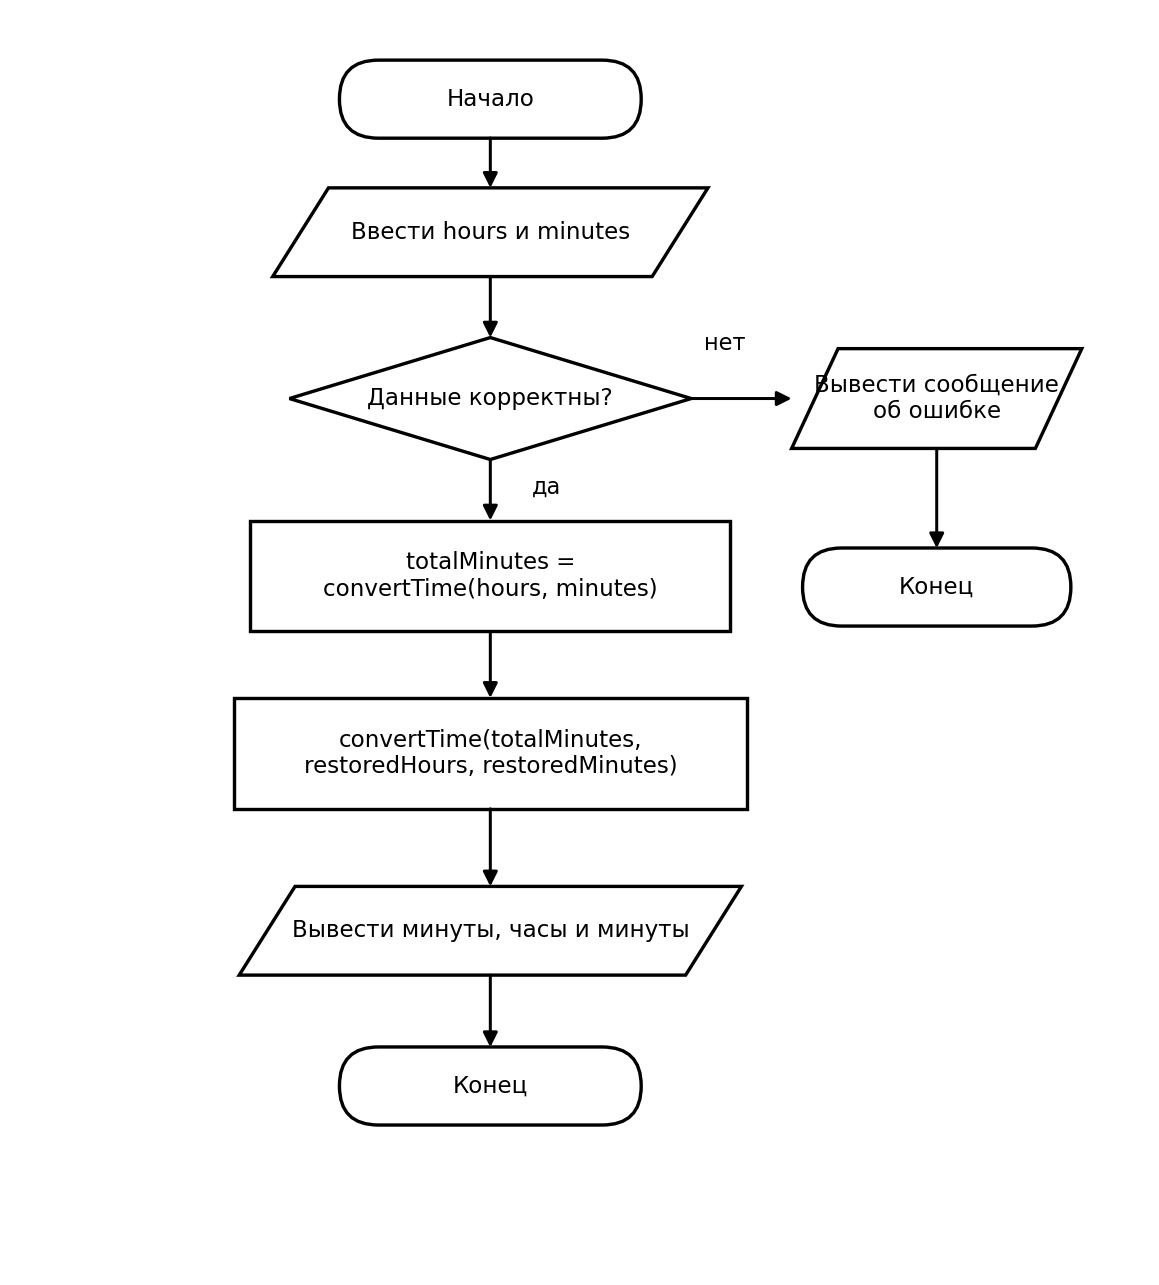 Начало
Ввести hours и minutes
Данные корректны?
нет
Вывести сообщение
об ошибке
да
totalMinutes =
convertTime(hours, minutes)
Конец
convertTime(totalMinutes,
restoredHours, restoredMinutes)
Вывести минуты, часы и минуты
Конец